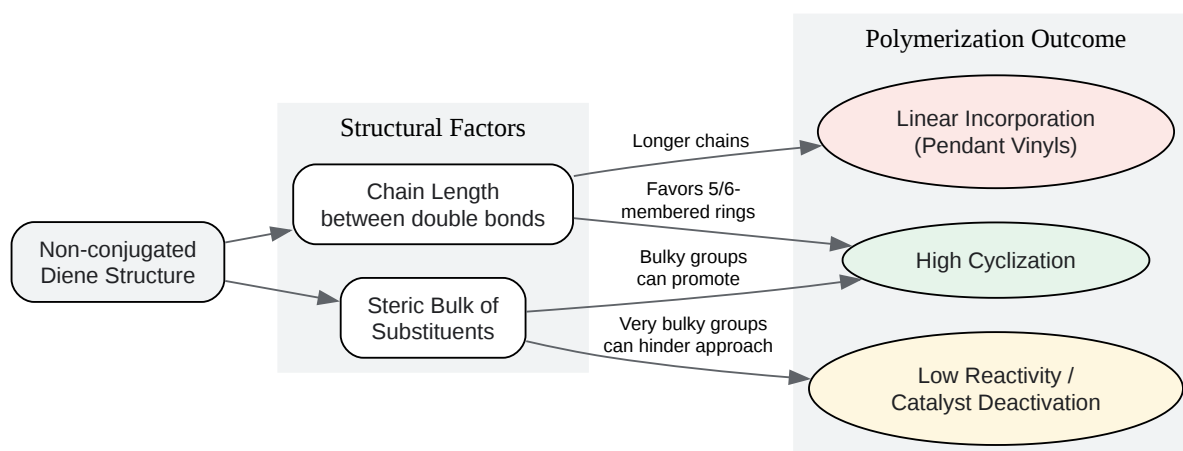 Polymerization Outcome
Structural Factors
Linear Incorporation
(Pendant Vinyls)
Longer chains
Chain Length
between double bonds
Favors 5/6-
membered rings
Non-conjugated
Diene Structure
High Cyclization
Bulky groups
can promote
Steric Bulk of
Substituents
Very bulky groups
can hinder approach
Low Reactivity /
Catalyst Deactivation